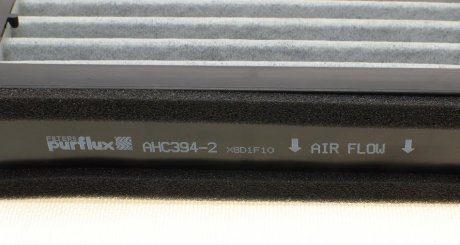 FILTERS
purflux AHC394-2 X8D1F10 ⬇ AIR FLOW ⬇